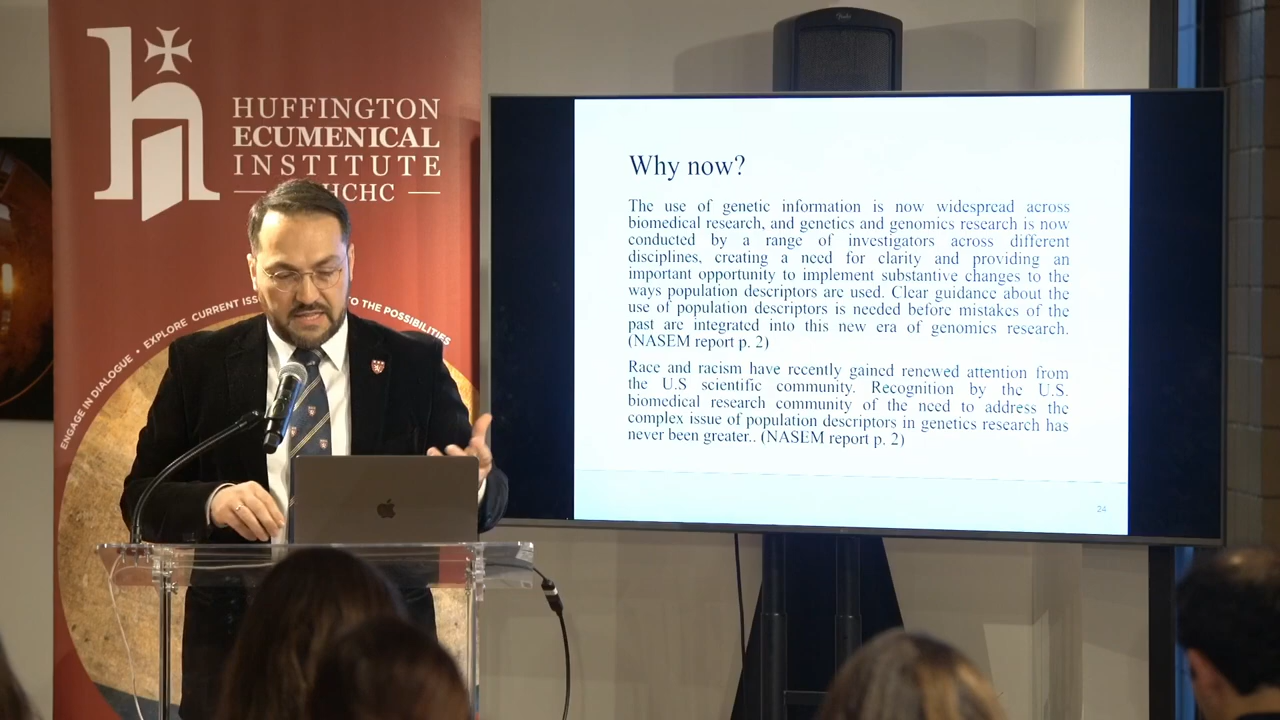 HUFFINGTON
ECUMENICAL
INSTITUTE
HCHC
ENGAGE IN DIALOGUE • EXPLORE CURRENT
TO THE POSSIBILITIES
Fender
Why now?
The use of genetic information is now widespread across
biomedical research, and genetics and genomics research is now
conducted by a range of investigators across different
disciplines, creating a need for clarity and providing an
important opportunity to implement substantive changes to the
ways population descriptors are used. Clear guidance about the
use of population descriptors is needed before mistakes of the
past are integrated into this new era of genomics research.
(NASEM report p. 2)
Race and racism have recently gained renewed attention from
the U.S scientific community. Recognition by the U.S.
biomedical research community of the need to address the
complex issue of population descriptors in genetics research has
never been greater.. (NASEM report p. 2)
24